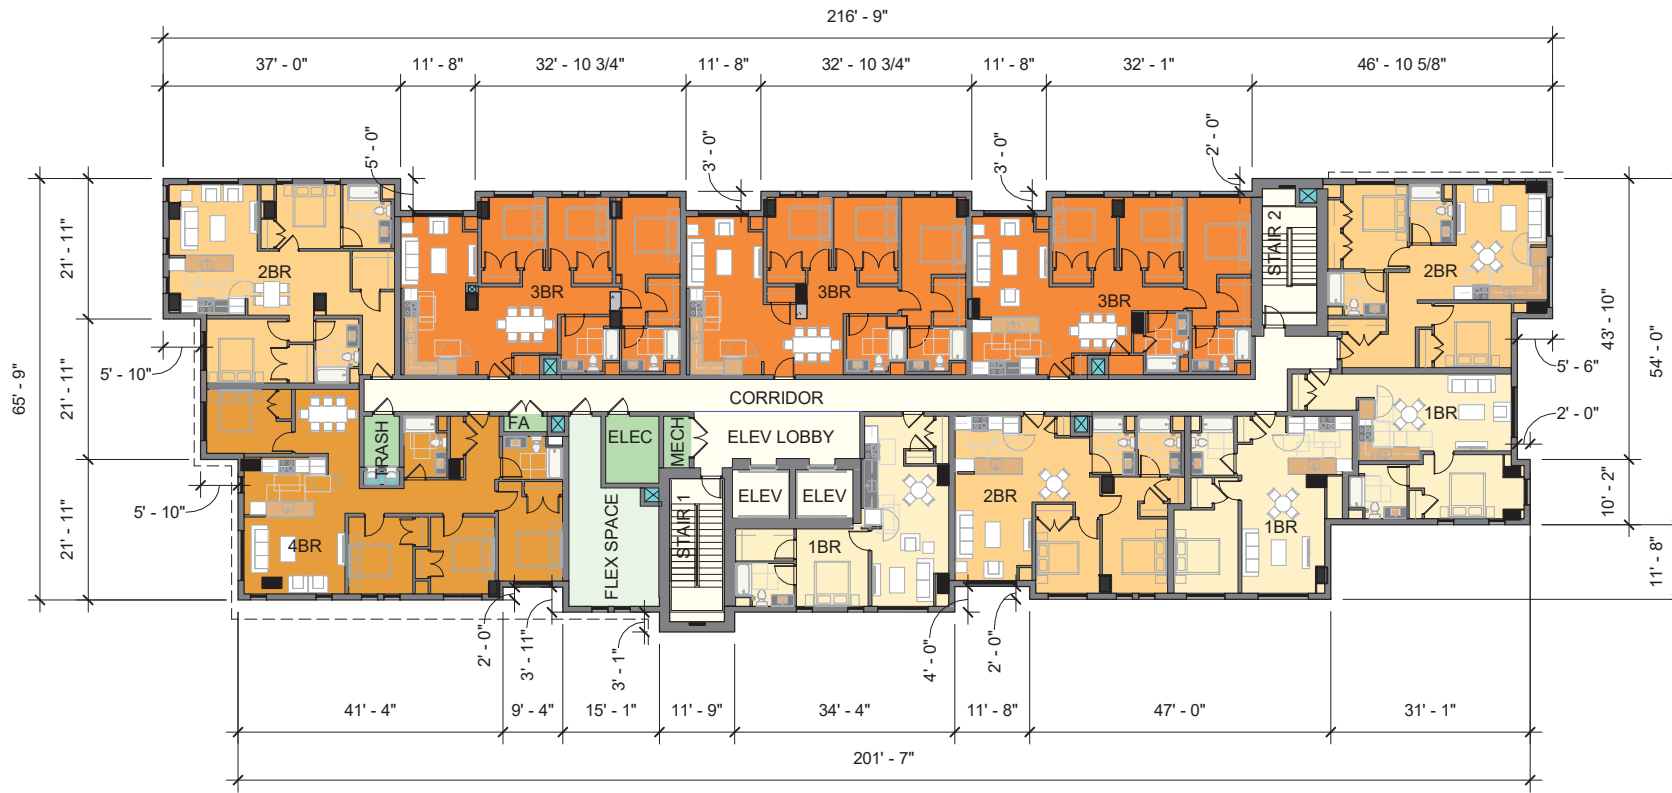 216' - 9"
37' - 0"
11' - 8"
32' - 10 3/4"
11' - 8"
32' - 10 3/4"
11' - 8"
32' - 1"
46' - 10 5/8"
5' - 0"
3' - 0"
3' - 0"
2' - 0"
65' - 9"
21' - 11"
21' - 11"
21' - 11"
5' - 10"
5' - 10"
2BR
3BR
3BR
3BR
STAIR 2
2BR
43' - 10"
54' - 0"
5' - 6"
2' - 0"
10' - 2"
11' - 8"
CORRIDOR
1BR
RASH
FA
ELEC
MECH
ELEV LOBBY
ELEV
ELEV
STAIR 1
FLEX SPACE
4BR
1BR
2BR
1BR
2' - 0"
3' - 11"
3' - 1"
4' - 0"
2' - 0"
41' - 4"
9' - 4"
15' - 1"
11' - 9"
34' - 4"
11' - 8"
47' - 0"
31' - 1"
201' - 7"